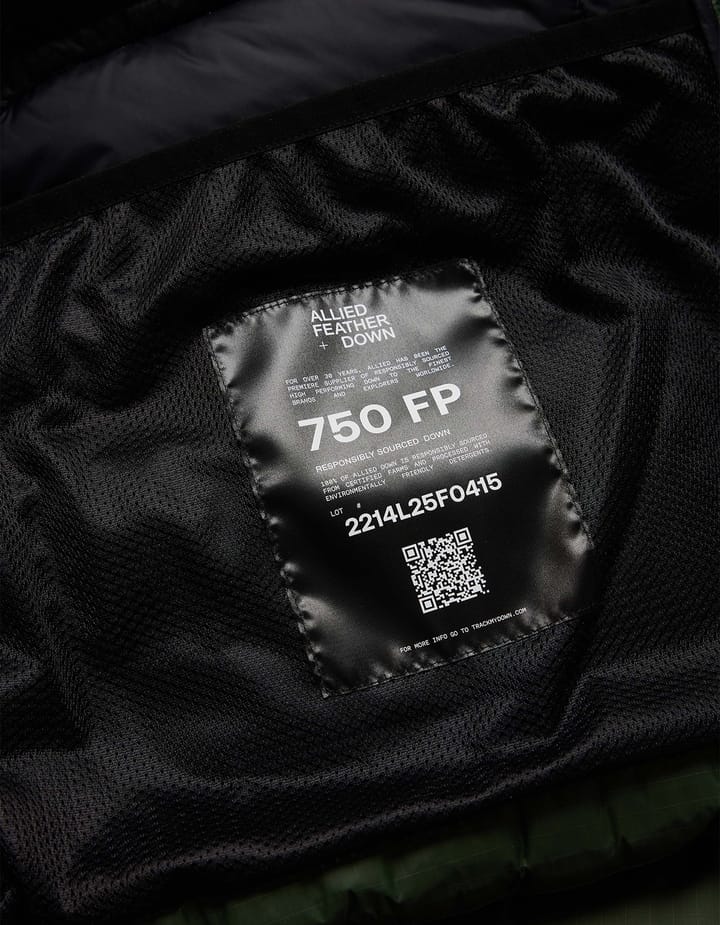 ALLIED
FEATHER
+ DOWN
FOR OVER 30 YEARS, ALLIED HAS BEEN THE
PREMIERE SUPPLIER OF RESPONSIBLY SOURCED
HIGH PERFORMING DOWN TO THE FINEST
BRANDS AND EXPLORERS WORLDWIDE.
750 FP
RESPONSIBLY SOURCED DOWN
100% OF ALLIED DOWN IS RESPONSIBLY SOURCED
FROM CERTIFIED FARMS AND PROCESSED WITH
ENVIRONMENTALLY FRIENDLY DETERGENTS.
LOT # 2214L25F0415
FOR MORE INFO GO TO TRACKMYDOWN.COM